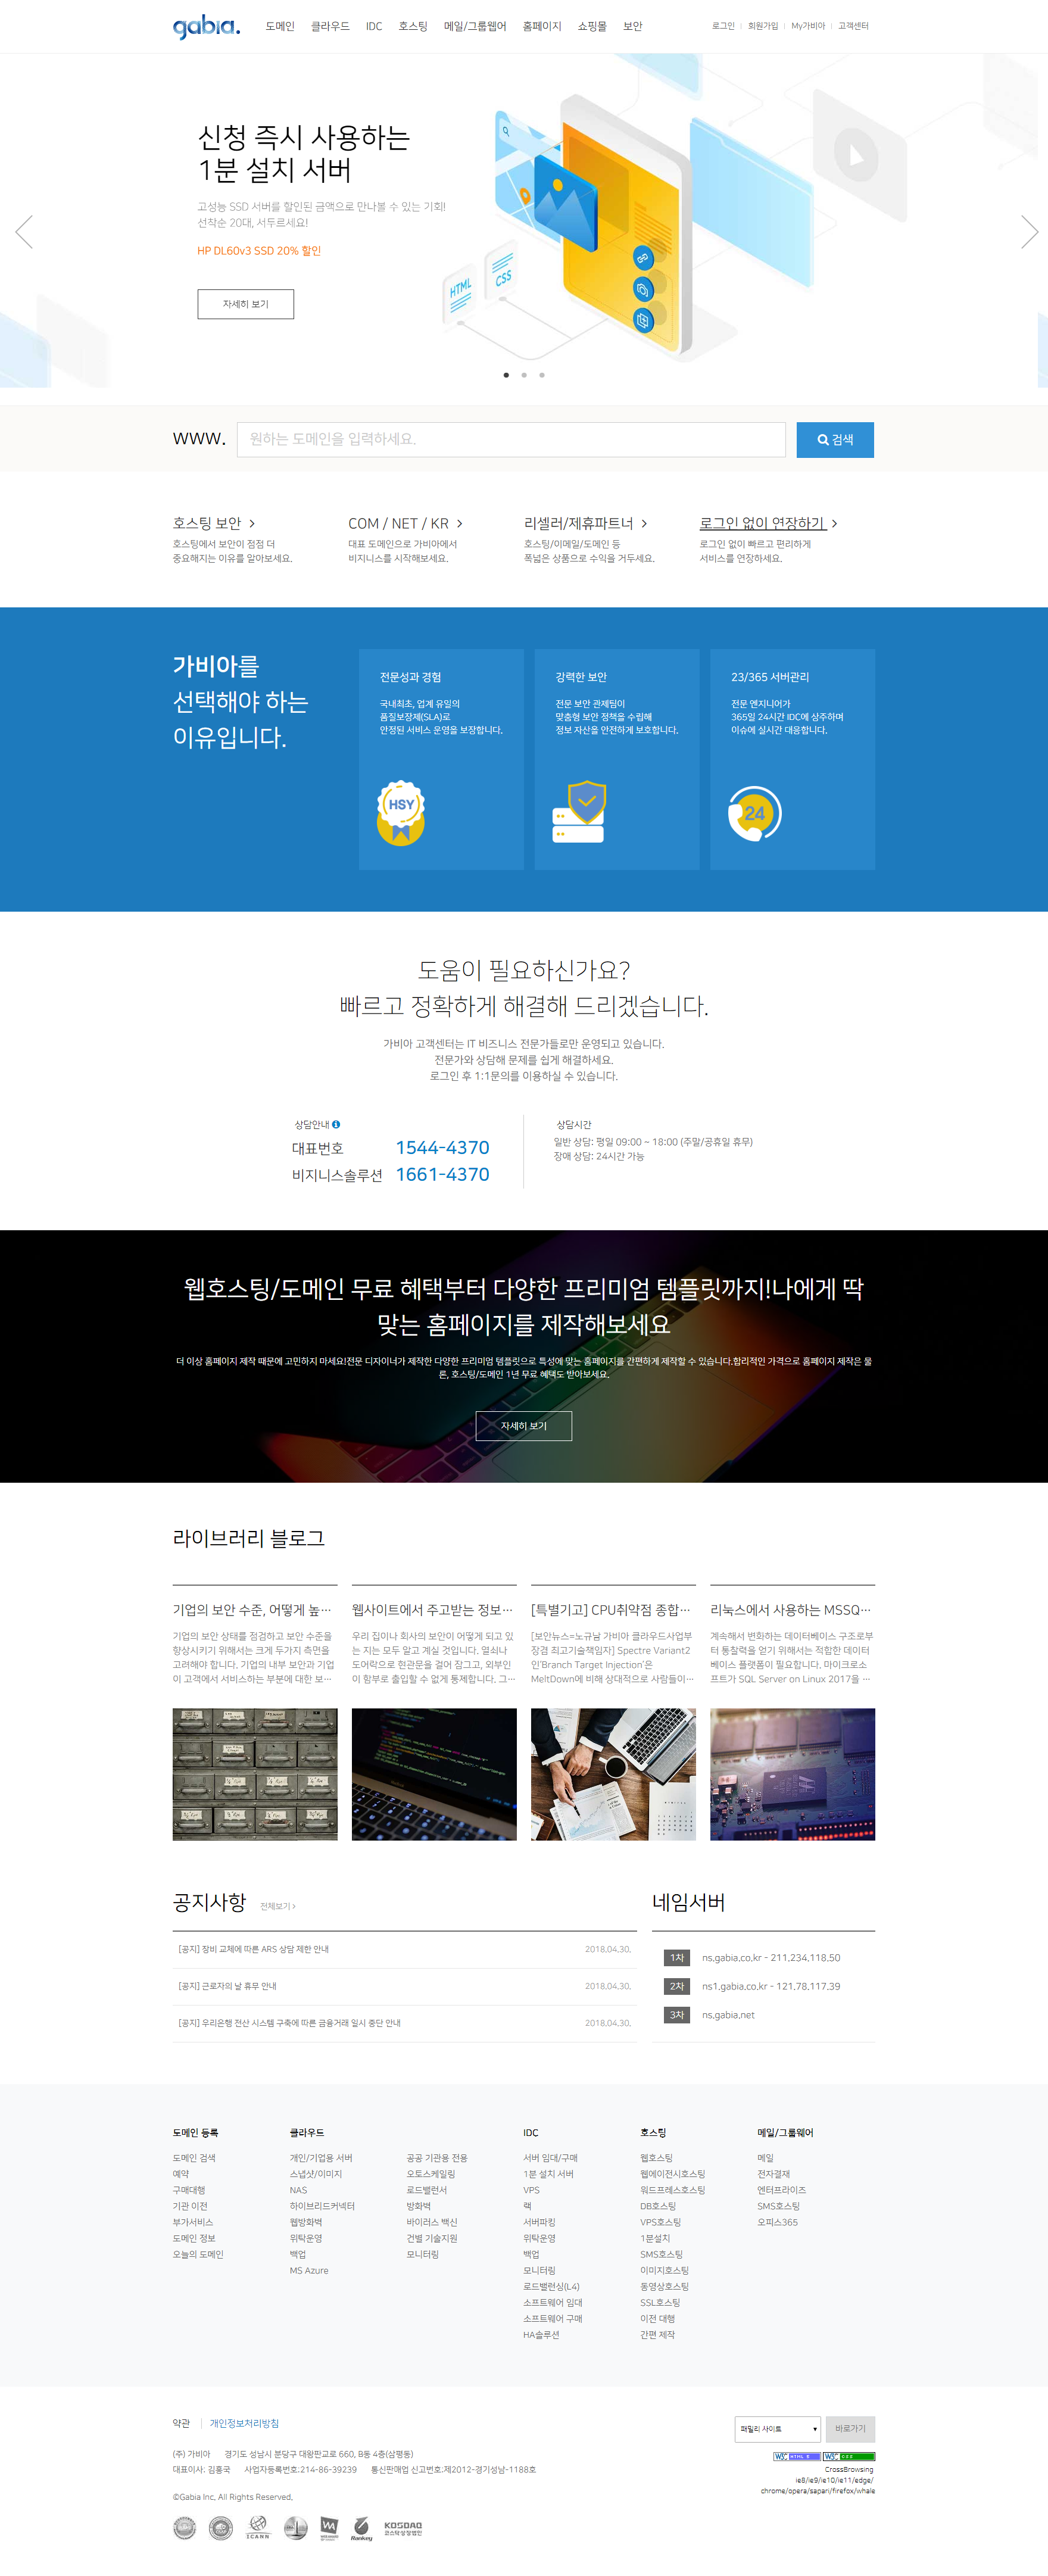 gabia.
도메인 클라우드 IDC 호스팅 메일/그룹웨어 홈페이지 쇼핑몰 보안
로그인 회원가입 My가비아 고객센터
신청 즉시 사용하는
1분 설치 서버
고성능 SSD 서버를 할인된 금액으로 만나볼 수 있는 기회!
선착순 20대, 서두르세요!
HP DL60v3 SSD 20% 할인
자세히 보기
HTML
CSS
www.
원하는 도메인을 입력하세요.
검색
호스팅 보안
호스팅에서 보안이 점점 더
중요해지는 이유를 알아보세요.
COM / NET / KR
대표 도메인으로 가비아에서
비지니스를 시작해보세요.
리셀러/제휴파트너
호스팅/이메일/도메인 등
폭넓은 상품으로 수익을 거두세요.
로그인 없이 연장하기
로그인 없이 빠르고 편리하게
서비스를 연장하세요.
가비아를
선택해야 하는
이유입니다.
전문성과 경험
국내최초, 업계 유일의
품질보장제(SLA)로
안정된 서비스 운영을 보장합니다.
HSY
강력한 보안
전문 보안 관제팀이
맞춤형 보안 정책을 수립해
정보 자산을 안전하게 보호합니다.
23/365 서버관리
전문 엔지니어가
365일 24시간 IDC에 상주하며
이슈에 실시간 대응합니다.
24
도움이 필요하신가요?
빠르고 정확하게 해결해 드리겠습니다.
가비아 고객센터는 IT 비즈니스 전문가들로만 운영되고 있습니다.
전문가와 상담해 문제를 쉽게 해결하세요.
로그인 후 1:1문의를 이용하실 수 있습니다.
상담안내
대표번호 1544-4370
비지니스솔루션 1661-4370
상담시간
일반 상담: 평일 09:00 ~ 18:00 (주말/공휴일 휴무)
장애 상담: 24시간 가능
웹호스팅/도메인 무료 혜택부터 다양한 프리미엄 템플릿까지!나에게 딱
맞는 홈페이지를 제작해보세요
더 이상 홈페이지 제작 때문에 고민하지 마세요!전문 디자이너가 제작한 다양한 프리미엄 템플릿으로 특성에 맞는 홈페이지를 간편하게 제작할 수 있습니다.합리적인 가격으로 홈페이지 제작은 물
론, 호스팅/도메인 1년 무료 혜택도 받아보세요.
자세히 보기
라이브러리 블로그
기업의 보안 수준, 어떻게 높...
기업의 보안 상태를 점검하고 보안 수준을
향상시키기 위해서는 크게 두가지 측면을
고려해야 합니다. 기업의 내부 보안과 기업
이 고객에서 서비스하는 부분에 대한 보...
웹사이트에서 주고받는 정보...
우리 집이나 회사의 보안이 어떻게 되고 있
는 지는 모두 알고 계실 것입니다. 열쇠나
도어락으로 현관문을 걸어 잠그고, 외부인
이 함부로 출입할 수 없게 통제합니다. 그...
[특별기고] CPU취약점 종합...
[보안뉴스=노규남 가비아 클라우드사업부
장겸 최고기술책임자] Spectre Variant2
인'Branch Target Injection'은
MeltDown에 비해 상대적으로 사람들이...
리눅스에서 사용하는 MSSQ...
계속해서 변화하는 데이터베이스 구조로부
터 통찰력을 얻기 위해서는 적합한 데이터
베이스 플랫폼이 필요합니다. 마이크로소
프트가 SQL Server on Linux 2017을 ...
공지사항 전체보기
[공지] 장비 교체에 따른 ARS 상담 제한 안내 2018.04.30.
[공지] 근로자의 날 휴무 안내 2018.04.30.
[공지] 우리은행 전산 시스템 구축에 따른 금융거래 일시 중단 안내 2018.04.30.
네임서버
1차 ns.gabia.co.kr - 211.234.118.50
2차 ns1.gabia.co.kr - 121.78.117.39
3차 ns.gabia.net
도메인 등록
도메인 검색
예약
구매대행
기관 이전
부가서비스
도메인 정보
오늘의 도메인
클라우드
개인/기업용 서버
스냅샷/이미지
NAS
하이브리드커넥터
웹방화벽
위탁운영
백업
MS Azure
공공 기관용 전용
오토스케일링
로드밸런서
방화벽
바이러스 백신
건별 기술지원
모니터링
IDC
서버 임대/구매
1분 설치 서버
VPS
랙
서버파킹
위탁운영
백업
모니터링
로드밸런싱(L4)
소프트웨어 임대
소프트웨어 구매
HA솔루션
호스팅
웹호스팅
웹에이전시호스팅
워드프레스호스팅
DB호스팅
VPS호스팅
1분설치
SMS호스팅
이미지호스팅
동영상호스팅
SSL호스팅
이전 대행
간편 제작
메일/그룹웨어
메일
전자결재
엔터프라이즈
SMS호스팅
오피스365
약관 개인정보처리방침
(주) 가비아 경기도 성남시 분당구 대왕판교로 660, B동 4층(삼평동)
대표이사: 김홍국 사업자등록번호:214-86-39239 통신판매업 신고번호:제2012-경기성남-1188호
©Gabia Inc. All Rights Reserved.
ICANN
WA
Rankey
KOSDAQ
코스닥상장법인
패밀리 사이트
바로가기
W3C HTML 5
W3C CSS
CrossBrowsing
ie8/ie9/ie10/ie11/edge/
chrome/opera/sapari/firefox/whale